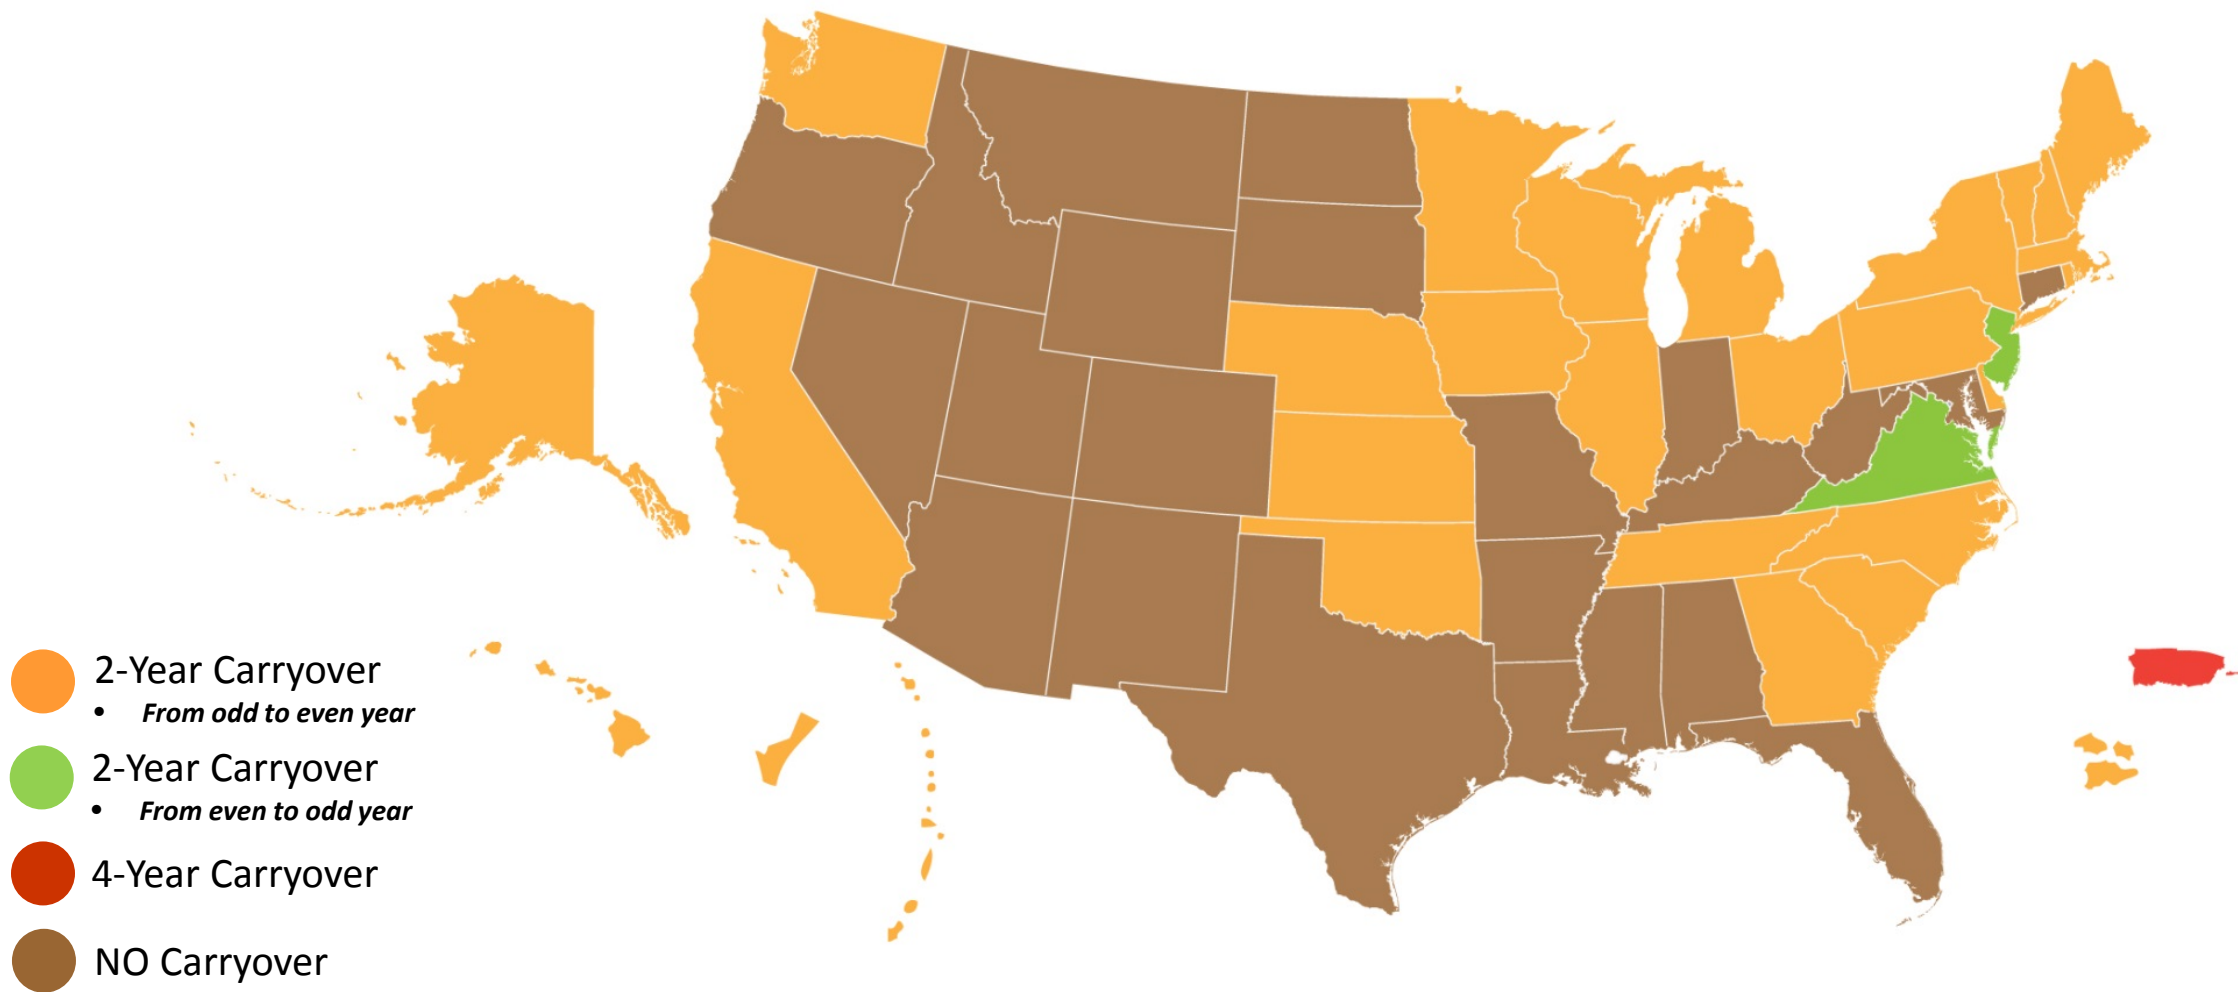 2-Year Carryover
• From odd to even year
2-Year Carryover
• From even to odd year
4-Year Carryover
NO Carryover